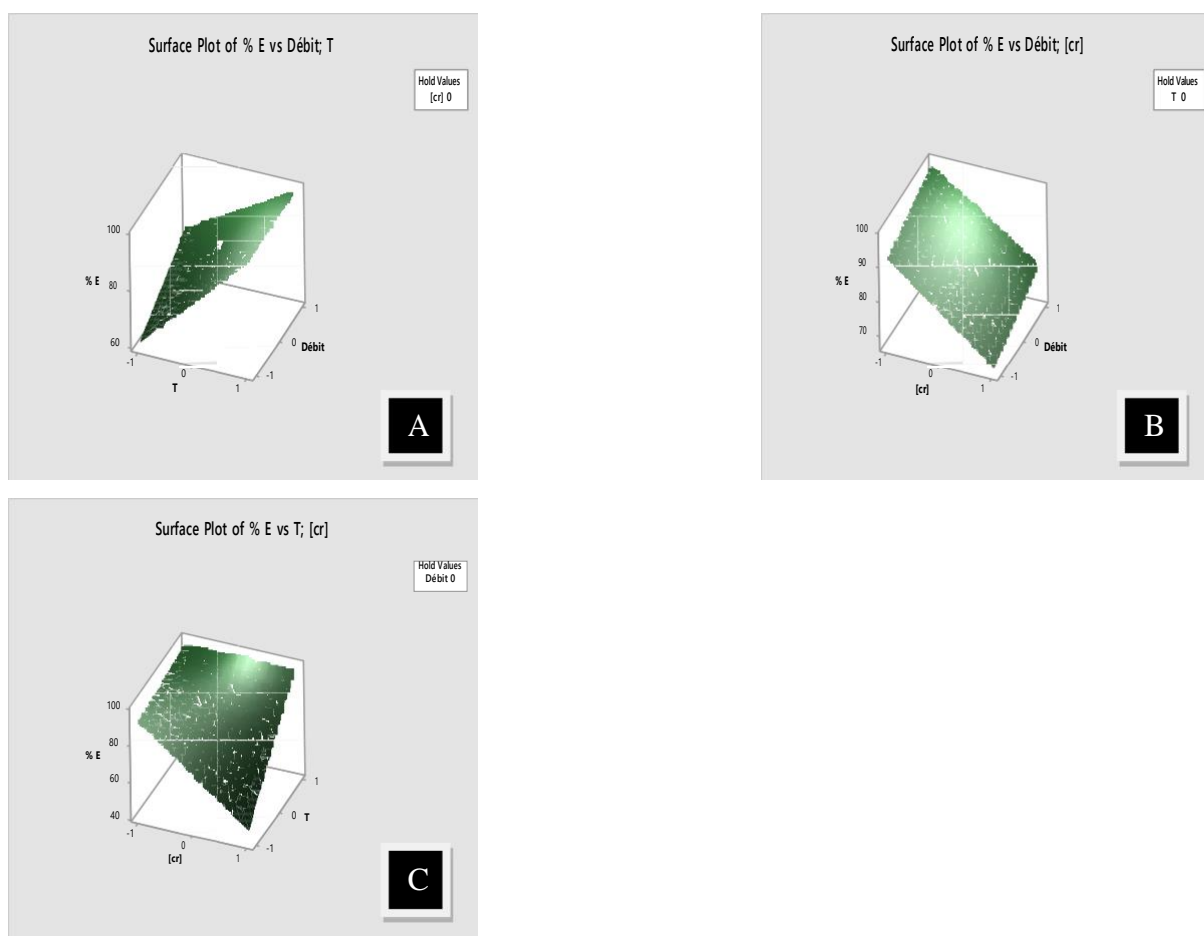 Surface Plot of % E vs Débit; T
Hold Values
[cr] 0
100
% E 80
60
-1 0 1
T
-1 0 1
Débit
A
Surface Plot of % E vs Débit; [cr]
Hold Values
T 0
100
90
% E
80
70
-1 0 1
[cr]
-1 0 1
Débit
B
Surface Plot of % E vs T; [cr]
Hold Values
Débit 0
100
80
% E
60
40
-1 0 1
[cr]
-1 0 1
T
C